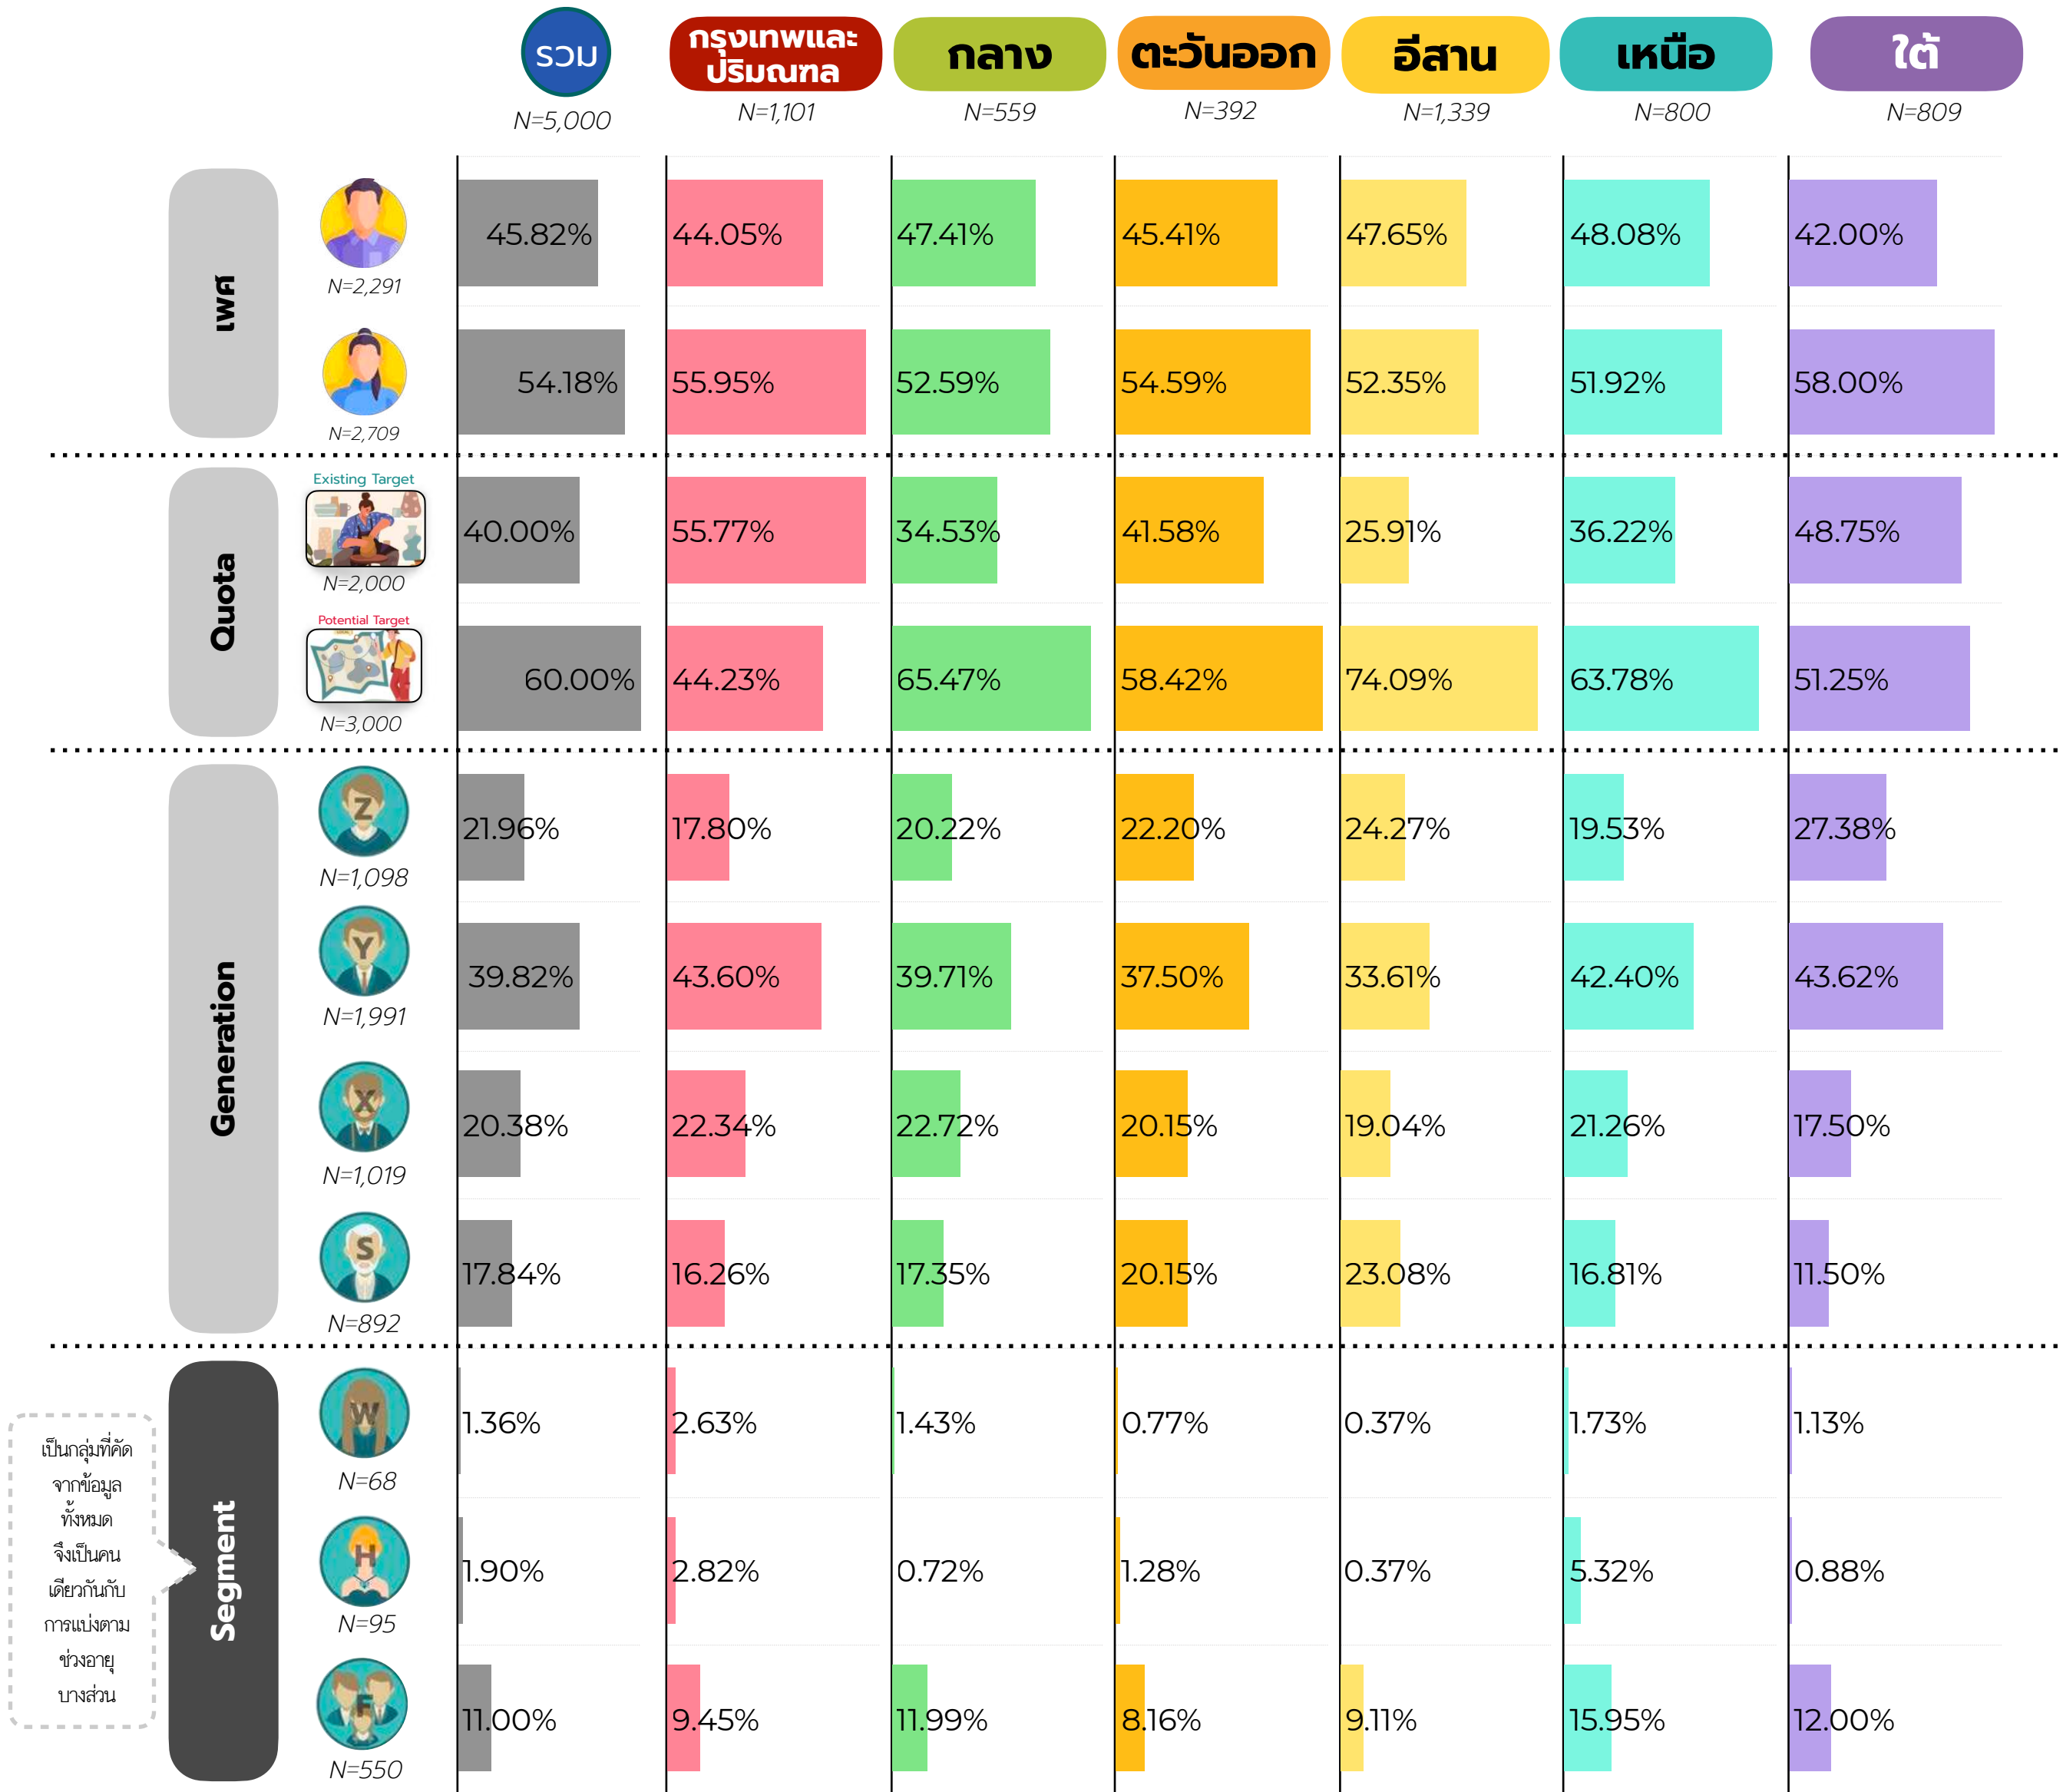 รวม
กรุงเทพและ
ปริมณฑล
กลาง
ตะวันออก
อีสาน
เหนือ
ใต้
N=5,000
N=1,101
N=559
N=392
N=1,339
N=800
N=809
เพศ
45.82%
44.05%
47.41%
45.41%
47.65%
48.08%
42.00%
N=2,291
54.18%
55.95%
52.59%
54.59%
52.35%
51.92%
58.00%
N=2,709
Quota
Existing Target
40.00%
55.77%
34.53%
41.58%
25.91%
36.22%
48.75%
N=2,000
Potential Target
60.00%
44.23%
65.47%
58.42%
74.09%
63.78%
51.25%
N=3,000
Generation
Z
21.96%
17.80%
20.22%
22.20%
24.27%
19.53%
27.38%
N=1,098
Y
39.82%
43.60%
39.71%
37.50%
33.61%
42.40%
43.62%
N=1,991
X
20.38%
22.34%
22.72%
20.15%
19.04%
21.26%
17.50%
N=1,019
S
17.84%
16.26%
17.35%
20.15%
23.08%
16.81%
11.50%
N=892
เป็นกลุ่มที่คัด
จากข้อมูล
ทั้งหมด
จึงเป็นคน
เดียวกันกับ
การแบ่งตาม
ช่วงอายุ
บางส่วน
Segment
W
1.36%
2.63%
1.43%
0.77%
0.37%
1.73%
1.13%
N=68
H
1.90%
2.82%
0.72%
1.28%
0.37%
5.32%
0.88%
N=95
F
11.00%
9.45%
11.99%
8.16%
9.11%
15.95%
12.00%
N=550